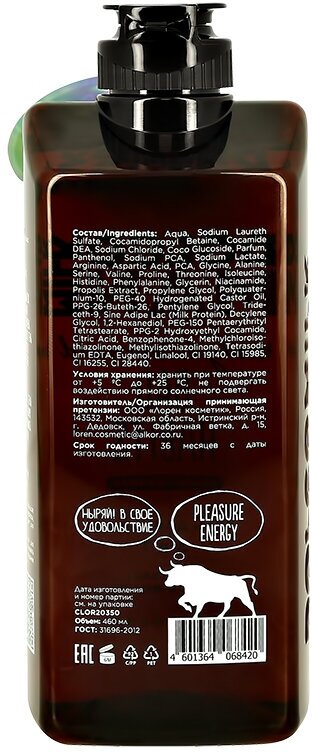 Состав/Ingredients: Aqua, Sodium Laureth
Sulfate, Cocamidopropyl Betaine, Cocamide
DEA, Sodium Chloride, Coco Glucoside, Parfum,
Panthenol, Sodium PCA, Sodium Lactate,
Arginine, Aspartic Acid, PCA, Glycine, Alanine,
Serine, Valine, Proline, Threonine, Isoleucine,
Histidine, Phenylalanine, Glycerin, Niacinamide,
Propolis Extract, Propylene Glycol, Polyquater-
nium-10, PEG-40 Hydrogenated Castor Oil,
PPG-26-Buteth-26, Pentylene Glycol, Tride-
ceth-9, Sine Adipe Lac (Milk Protein), Decylene
Glycol, 1,2-Hexanediol, PEG-150 Pentaerythrityl
Tetrastearate, PPG-2 Hydroxyethyl Cocamide,
Citric Acid, Benzophenone-4, Methylchloroiso-
thiazolinone, Methylisothiazolinone, Tetrasodi-
um EDTA, Eugenol, Linalool, CI 19140, CI 15985,
CI 16255, CI 28440.
Условия хранения: хранить при температуре
от +5 °С до +25 °С, не подвергать
воздействию прямого солнечного света.
Изготовитель/Организация принимающая
претензии: ООО «Лорен косметик», Россия,
143532, Московская область, Истринский р-н,
г. Дедовск, ул. Фабричная ветка, д. 15,
loren.cosmetic@alkor.co.ru
Срок годности: 36 месяцев с даты
изготовления.
НЫРЯЙ! В СВОЁ
УДОВОЛЬСТВИЕ
PLEASURE
ENERGY
Дата изготовления
и номер партии:
см. на упаковке
CLOR20350
Объем: 460 мл
ГОСТ: 31696-2012
EAC
C/PP
PET
4 601364 068420